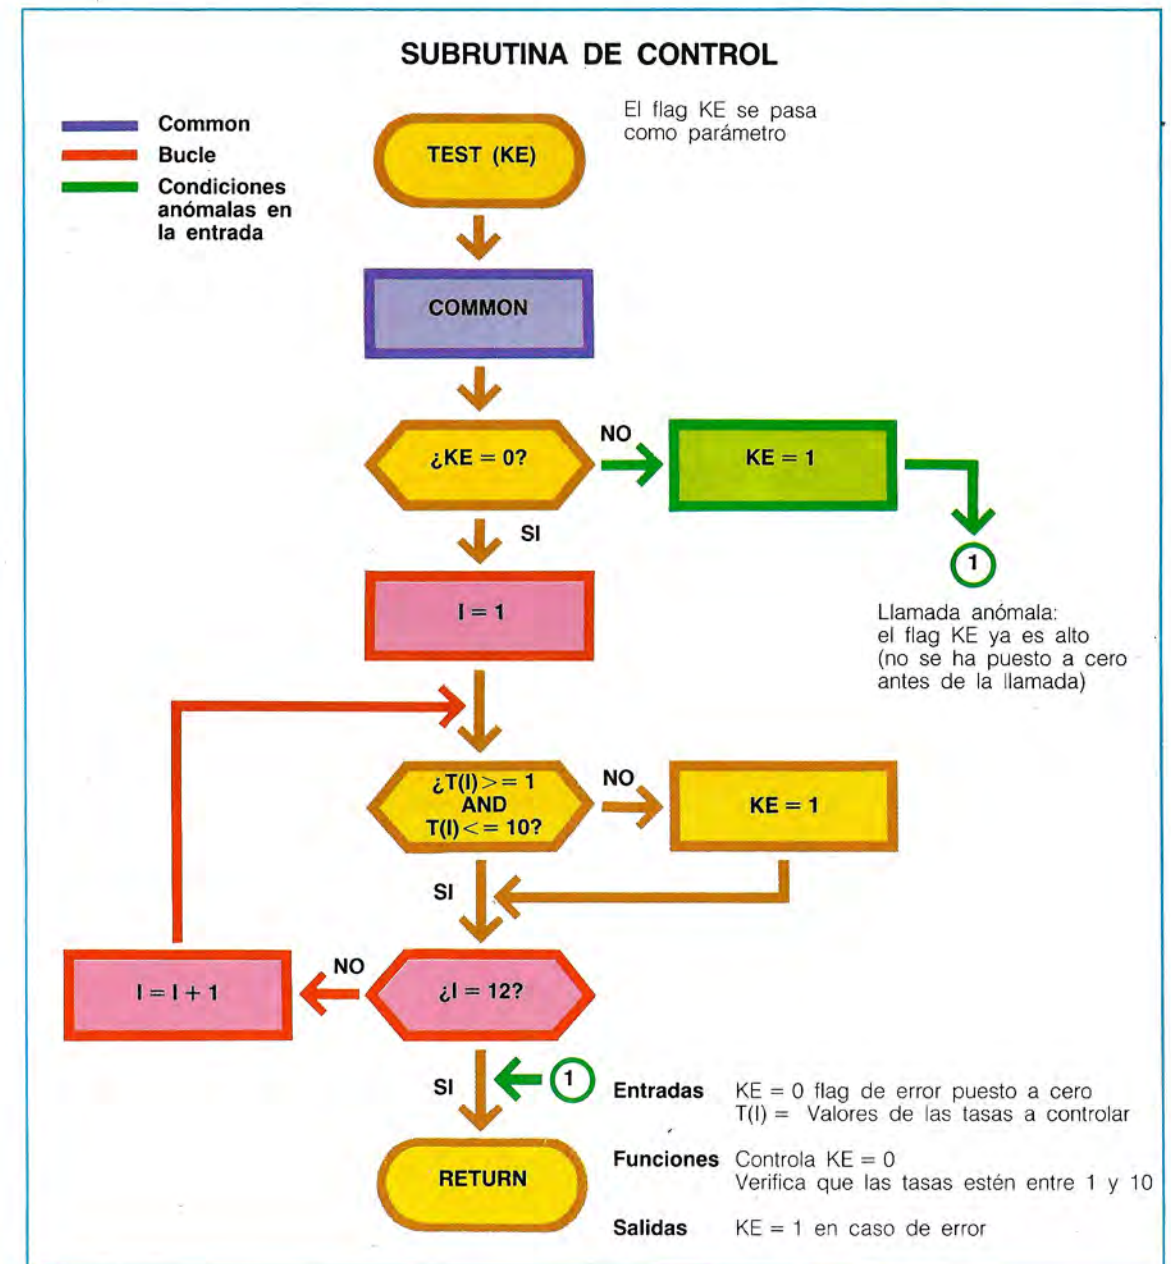 SUBRUTINA DE CONTROL
Common
Bucle
Condiciones
anómalas en
la entrada
El flag KE se pasa
como parámetro
TEST (KE)
COMMON
¿KE = 0?
NO
KE = 1
SI
1
I = 1
Llamada anómala:
el flag KE ya es alto
(no se ha puesto a cero
antes de la llamada)
¿T(I) > = 1
AND
T(I) < = 10?
NO
KE = 1
SI
I = I + 1
NO
¿I = 12?
SI
1
RETURN
Entradas KE = 0 flag de error puesto a cero
T(I) = Valores de las tasas a controlar
Funciones Controla KE = 0
Verifica que las tasas estén entre 1 y 10
Salidas KE = 1 en caso de error